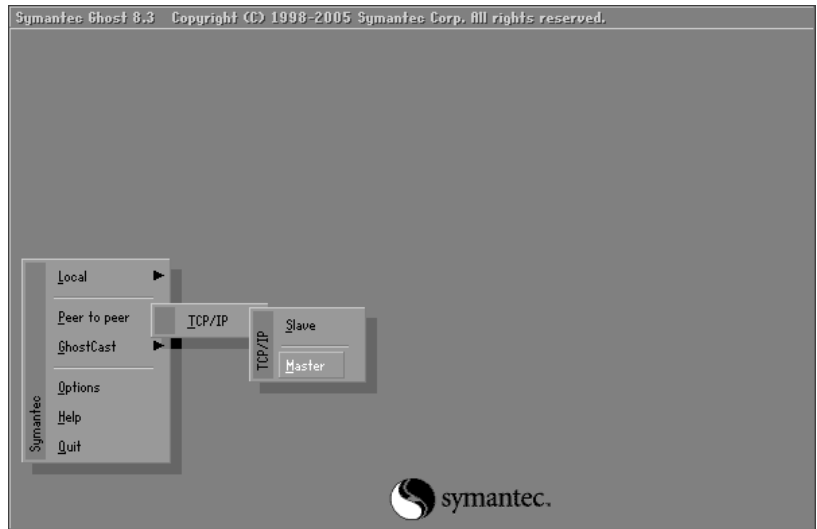 Symantec Ghost 8.3 Copyright (C) 1998-2005 Symantec Corp. All rights reserved.
Local
Peer to peer
GhostCast
Options
Help
Quit
Symantec
TCP/IP
TCP/IP
Slave
Master
symantec.